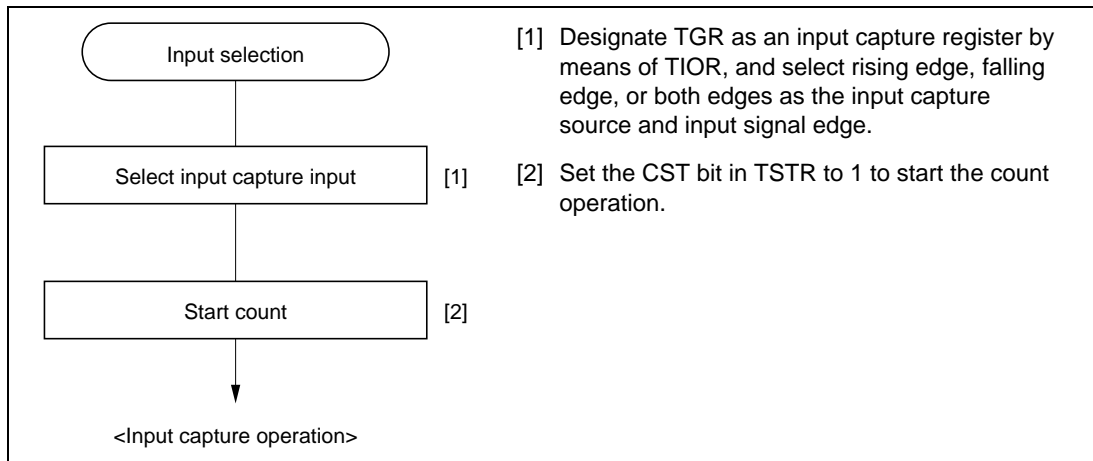 Input selection
Select input capture input
[1]
Start count
[2]
<Input capture operation>
[1] Designate TGR as an input capture register by
means of TIOR, and select rising edge, falling
edge, or both edges as the input capture
source and input signal edge.
[2] Set the CST bit in TSTR to 1 to start the count
operation.